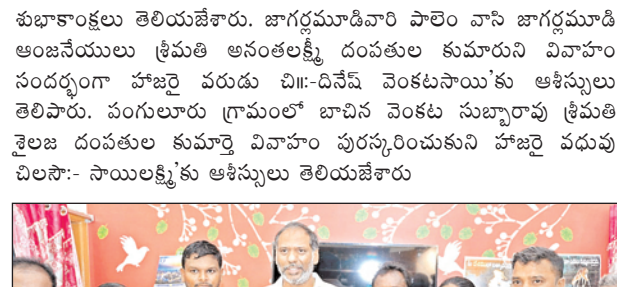 శుభాకాంక్షలు తెలియజేశారు. జాగర్లమూడివారి పాలెం వాసి జాగర్లమూడి
ఆంజనేయులు శ్రీమతి అనంతలక్ష్మీ దంపతుల కుమారుని వివాహం
సందర్భంగా హాజరై వరుడు చి॥:-దినేష్ వెంకటసాయి'కు ఆశీస్సులు
తెలిపారు. పంగులూరు గ్రామంలో బాచిన వెంకట సుబ్బారావు శ్రీమతి
శైలజ దంపతుల కుమార్తె వివాహం పురస్కరించుకుని హాజరై వధువు
చిలసౌ:- సాయిలక్ష్మి'కు ఆశీస్సులు తెలియజేశారు